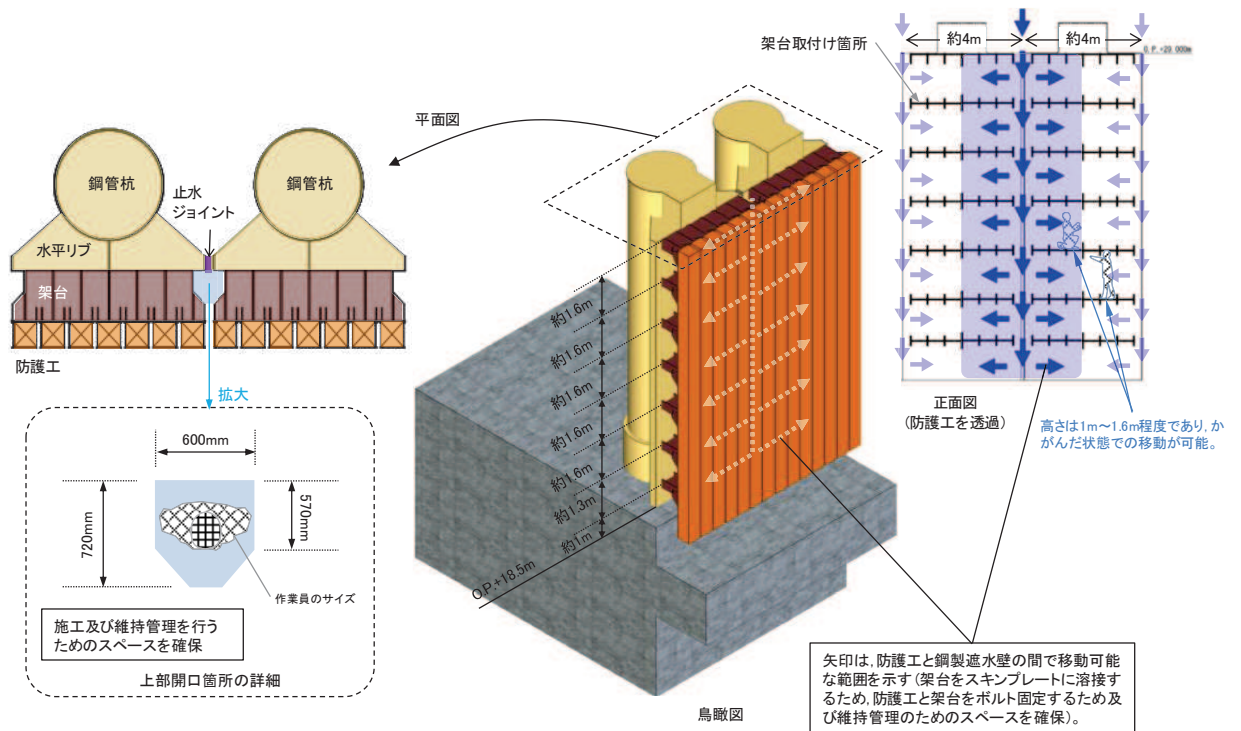 平面図
鋼管杭
鋼管杭
止水
ジョイント
水平リブ
架台
防護工
拡大
600mm
720mm
570mm
作業員のサイズ
施工及び維持管理を行う
ためのスペースを確保
上部開口箇所の詳細
約1.6m
約1.6m
約1.6m
約1.6m
約1.6m
約1.3m
約1m
O.P.+18.5m
鳥瞰図
架台取付け箇所
約4m
約4m
O.P.+20.000m
正面図
(防護工を透過)
高さは1m~1.6m程度であり,か
がんだ状態での移動が可能。
矢印は,防護工と鋼製遮水壁の間で移動可能
な範囲を示す(架台をスキンプレートに溶接す
るため,防護工と架台をボルト固定するため及
び維持管理のためのスペースを確保)。